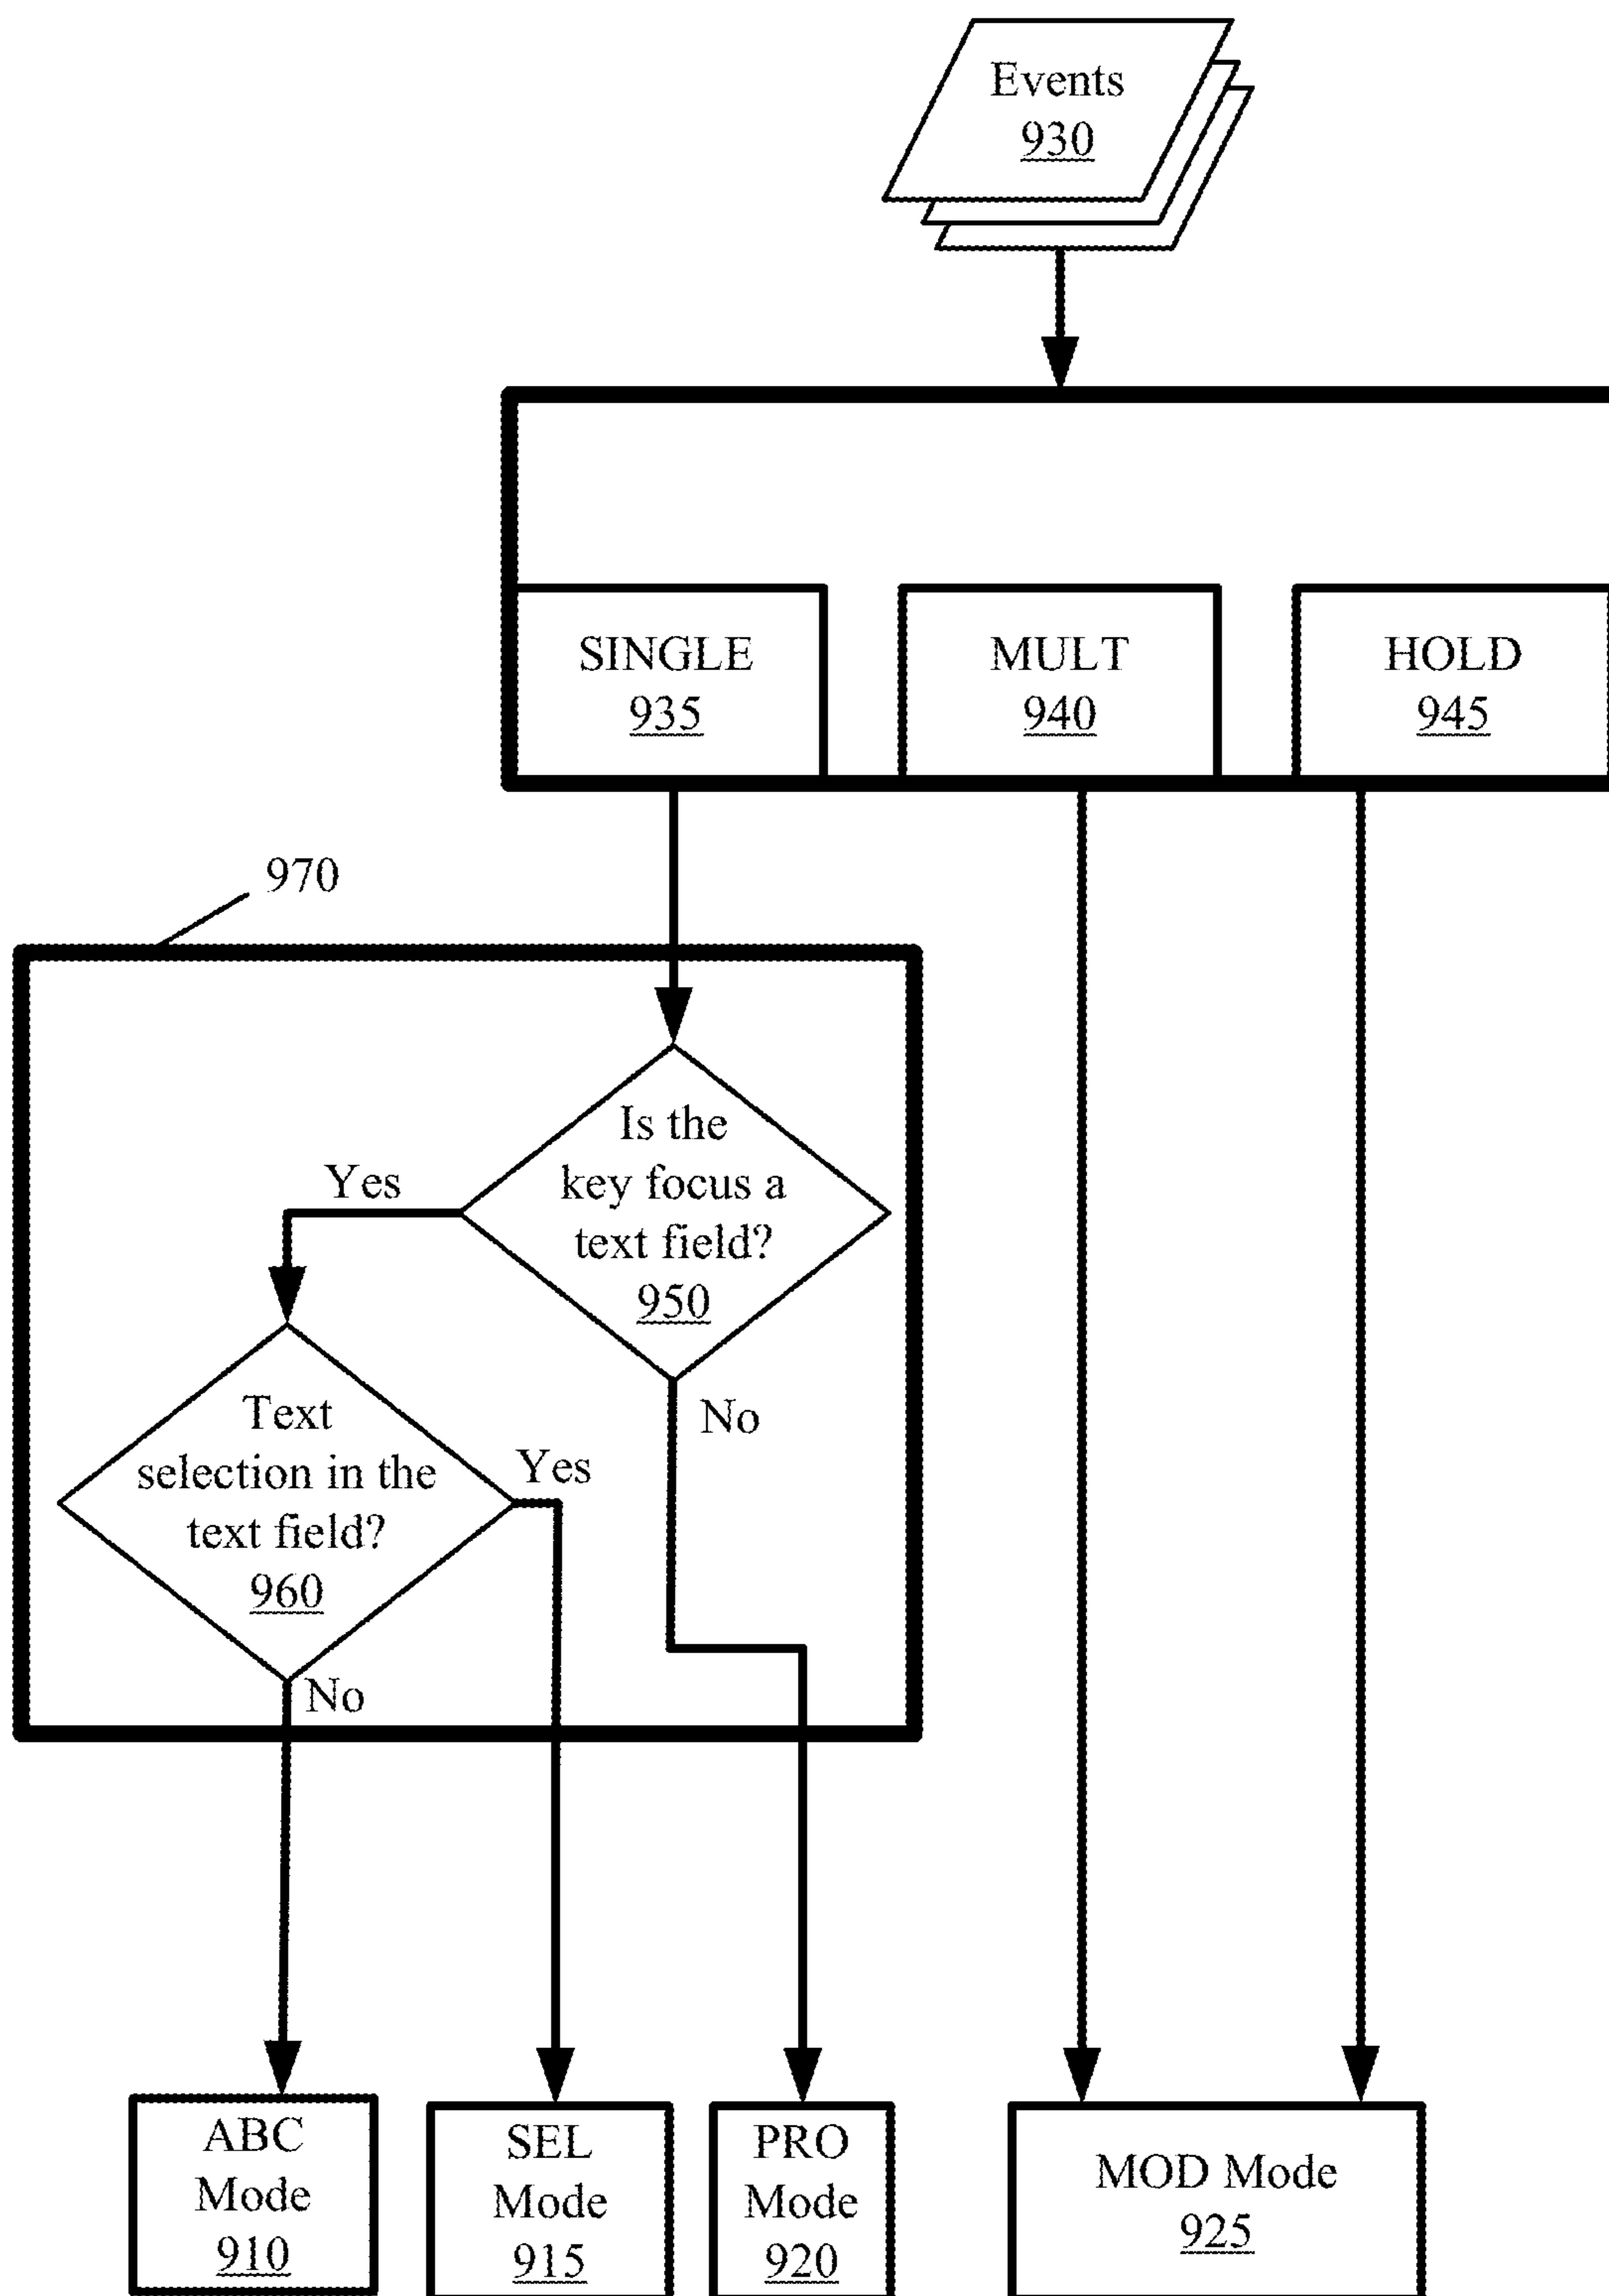 Events
930
SINGLE
935
MULT
940
HOLD
945
970
Is the
key focus a
text field?
950
Yes
No
Text
selection in the
text field?
960
Yes
No
ABC
Mode
910
SEL
Mode
915
PRO
Mode
920
MOD Mode
925